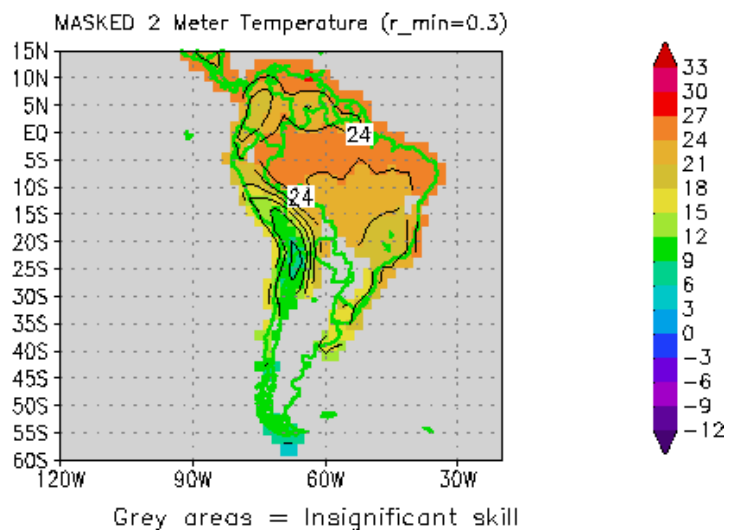 MASKED 2 Meter Temperature (r_min=0.3)
15N
10N
5N
EQ
5S
10S
15S
20S
25S
30S
35S
40S
45S
50S
55S
60S
120W 90W 60W 30W
24
24
33
30
27
24
21
18
15
12
9
6
3
0
-3
-6
-9
-12
Grey areas = Insignificant skill